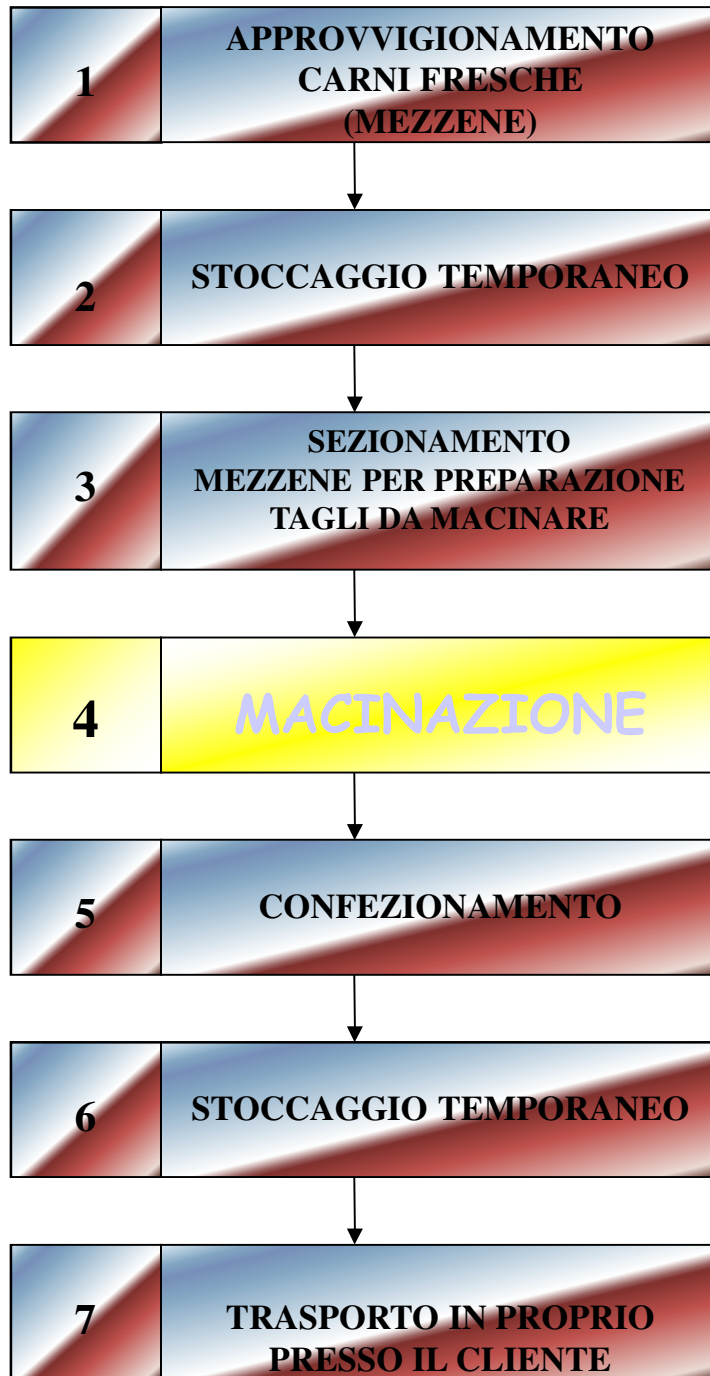 1
APPROVVIGIONAMENTO
CARNI FRESCHE
(MEZZENE)
2
STOCCAGGIO TEMPORANEO
3
SEZIONAMENTO
MEZZENE PER PREPARAZIONE
TAGLI DA MACINARE
4
MACINAZIONE
5
CONFEZIONAMENTO
6
STOCCAGGIO TEMPORANEO
7
TRASPORTO IN PROPRIO
PRESSO IL CLIENTE